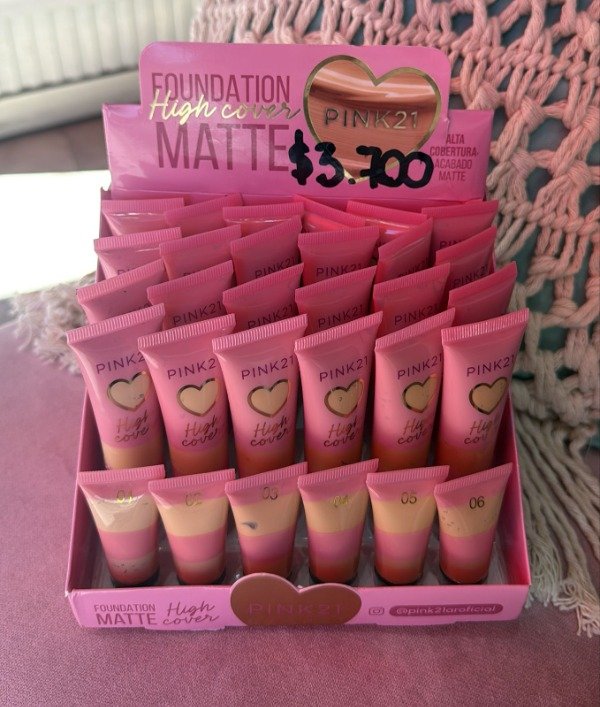 FOUNDATION
High cover
MATTE
PINK21
$3.700
ALTA
COBERTURA
ACABADO
MATTE
PINK21
PINK21
PINK21
PINK21
PINK21
PINK21
PINK21
High
cover
High
cover
High
cover
High
cover
High
cover
High
cover
01
02
03
04
05
06
FOUNDATION
MATTE
High
cover
PINK21
@pink21aroficial